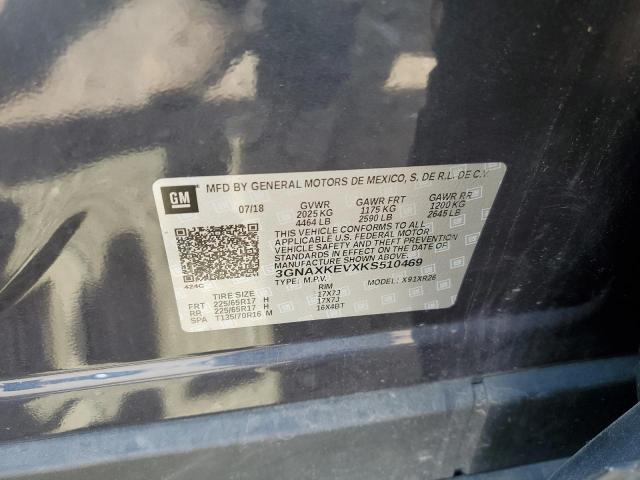 GM
MFD BY GENERAL MOTORS DE MEXICO, S. DE R.L. DE C.V.
07/18 GVWR GAWR FRT GAWR RR
2025 KG 1175 KG 1200 KG
4464 LB 2590 LB 2645 LB
THIS VEHICLE CONFORMS TO ALL
APPLICABLE U.S. FEDERAL MOTOR
VEHICLE SAFETY AND THEFT PREVENTION
STANDARDS IN EFFECT ON THE DATE OF
MANUFACTURE SHOWN ABOVE.
3GNAXKEVXKS510469
424C TYPE: M.P.V. MODEL: X91XR26
TIRE SIZE RIM
FRT 225/65R17 H 17X7J
RR 225/65R17 H 17X7J
SPA T135/70R16 M 16X4BT